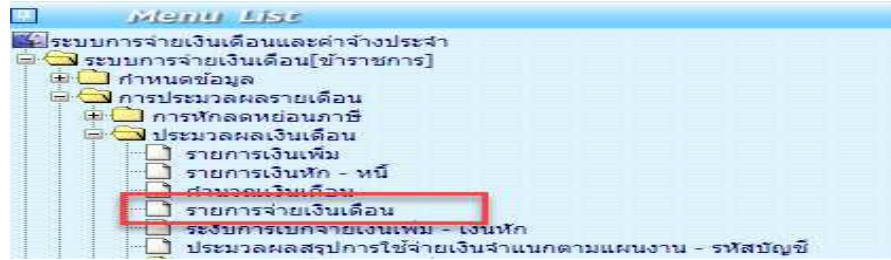 Menu List
ระบบการจ่ายเงินเดือนและค่าจ้างประจำ
ระบบการจ่ายเงินเดือน[ข้าราชการ]
กำหนดข้อมูล
การประมวลผลรายเดือน
การหักลดหย่อนภาษี
ประมวลผลเงินเดือน
รายการเงินเพิ่ม
รายการเงินหัก - หนี้
คำนวณเงินเดือน
รายการจ่ายเงินเดือน
ระงับการเบิกจ่ายเงินเพิ่ม - เงินหัก
ประมวลผลสรุปการใช้จ่ายเงินจำแนกตามแผนงาน - รหัสบัญชี